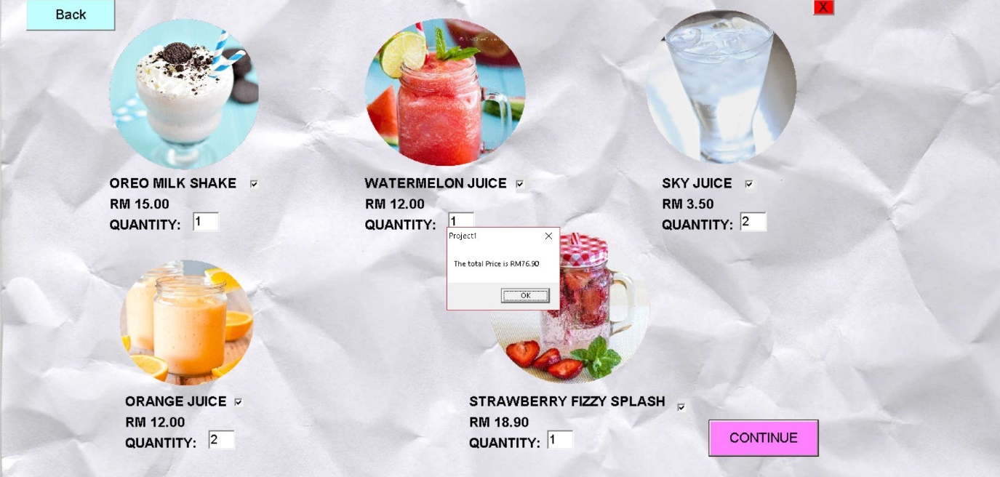 Back
X
OREO MILK SHAKE
RM 15.00
QUANTITY: 1
WATERMELON JUICE
RM 12.00
QUANTITY: 1
SKY JUICE
RM 3.50
QUANTITY: 2
Project1
The total Price is RM76.90
OK
ORANGE JUICE
RM 12.00
QUANTITY: 2
STRAWBERRY FIZZY SPLASH
RM 18.90
QUANTITY: 1
CONTINUE